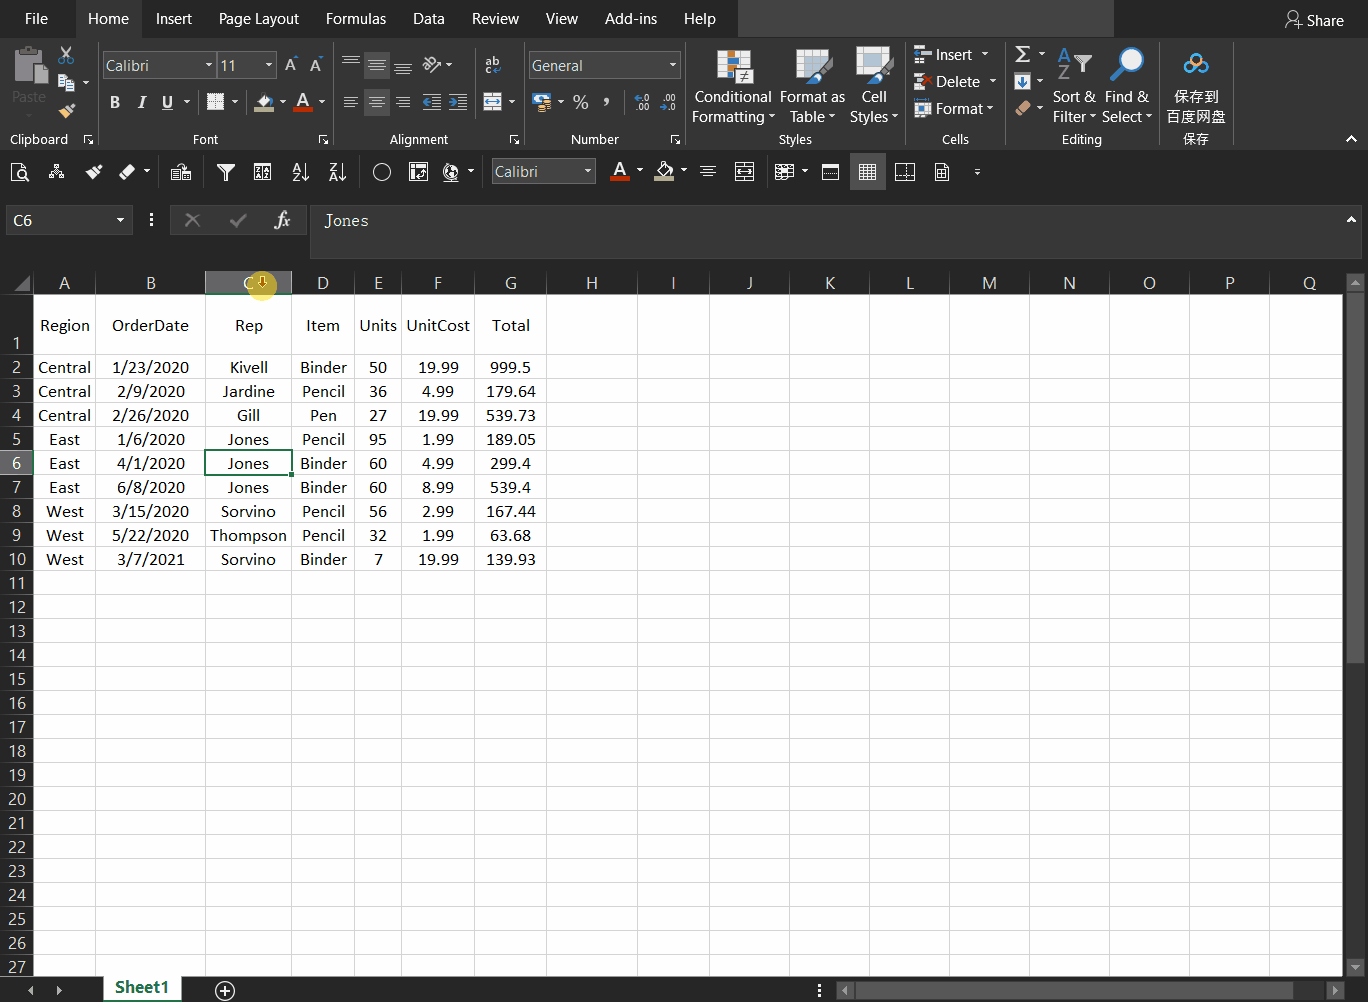 File Home Insert Page Layout Formulas Data Review View Add-ins Help Share
Paste
Clipboard
Calibri 11
B I U A
Font
ab
c
Alignment
General
% ,
Number
Conditional Formatting
Format as Table
Cell Styles
Styles
Insert
Delete
Format
Cells
Sort & Filter
Find & Select
Editing
保存到
百度网盘
保存
Calibri
C6 fx Jones
A B C D E F G H I J K L M N O P Q
1 Region OrderDate Rep Item Units UnitCost Total
2 Central 1/23/2020 Kivell Binder 50 19.99 999.5
3 Central 2/9/2020 Jardine Pencil 36 4.99 179.64
4 Central 2/26/2020 Gill Pen 27 19.99 539.73
5 East 1/6/2020 Jones Pencil 95 1.99 189.05
6 East 4/1/2020 Jones Binder 60 4.99 299.4
7 East 6/8/2020 Jones Binder 60 8.99 539.4
8 West 3/15/2020 Sorvino Pencil 56 2.99 167.44
9 West 5/22/2020 Thompson Pencil 32 1.99 63.68
10 West 3/7/2021 Sorvino Binder 7 19.99 139.93
11
12
13
14
15
16
17
18
19
20
21
22
23
24
25
26
27
Sheet1